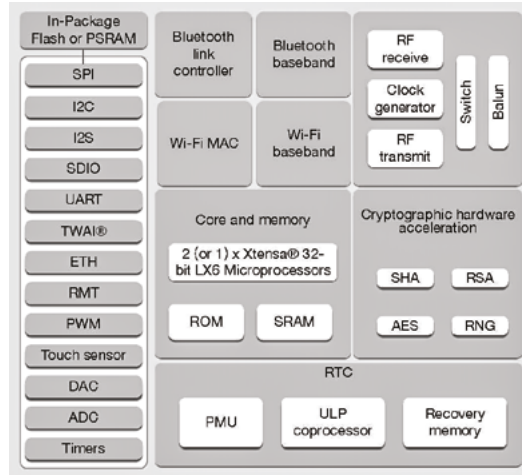 In-Package
Flash or PSRAM
SPI
I2C
I2S
SDIO
UART
TWAI®
ETH
RMT
PWM
Touch sensor
DAC
ADC
Timers
Bluetooth
link
controller
Bluetooth
baseband
Wi-Fi MAC
Wi-Fi
baseband
RF
receive
Clock
generator
RF
transmit
Switch
Balun
Core and memory
2 (or 1) x Xtensa® 32-
bit LX6 Microprocessors
ROM
SRAM
Cryptographic hardware
acceleration
SHA
RSA
AES
RNG
RTC
PMU
ULP
coprocessor
Recovery
memory